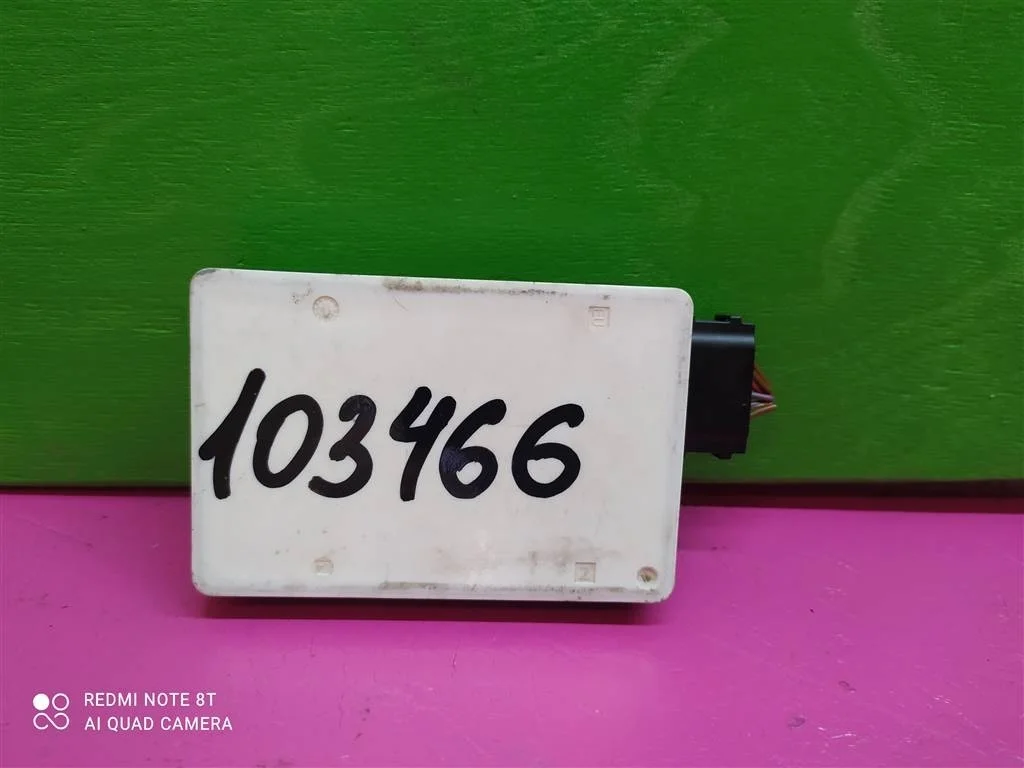 103466
REDMI NOTE 8T
AI QUAD CAMERA